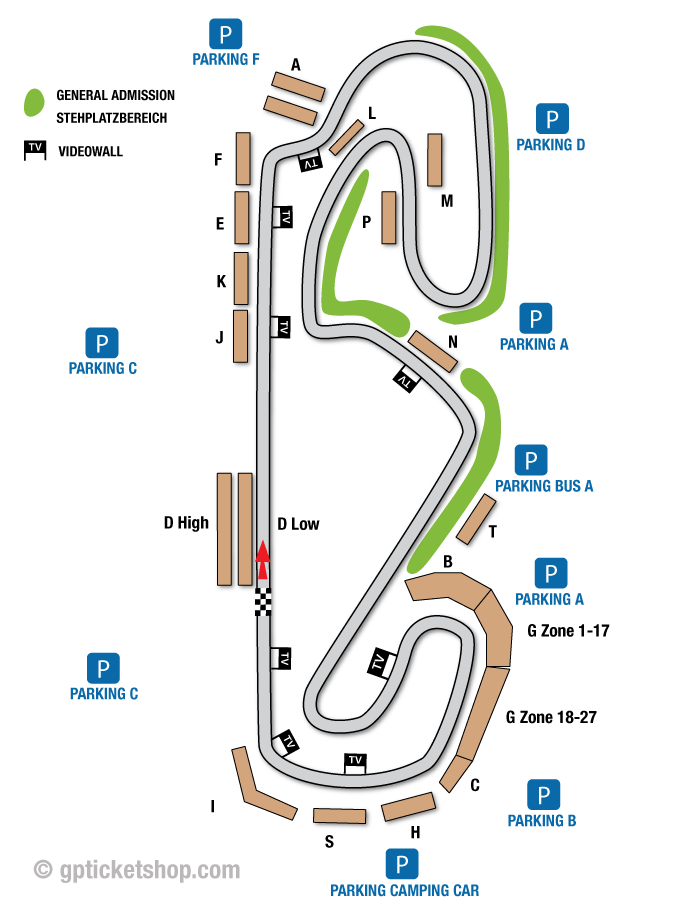 P
PARKING F
A
GENERAL ADMISSION
STEHPLATZBEREICH
TV
VIDEOWALL
L
P
PARKING D
F
TV
M
E
TV
P
K
J
TV
N
P
PARKING A
P
PARKING C
TV
P
PARKING BUS A
D High
D Low
T
B
P
PARKING A
G Zone 1-17
P
PARKING C
TV
TV
G Zone 18-27
TV
TV
C
I
S
H
P
PARKING B
P
PARKING CAMPING CAR
© gpticketshop.com